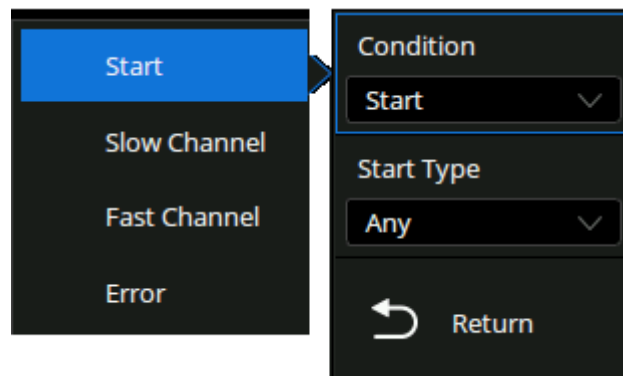 Start
Slow Channel
Fast Channel
Error
Condition
Start
Start Type
Any
Return